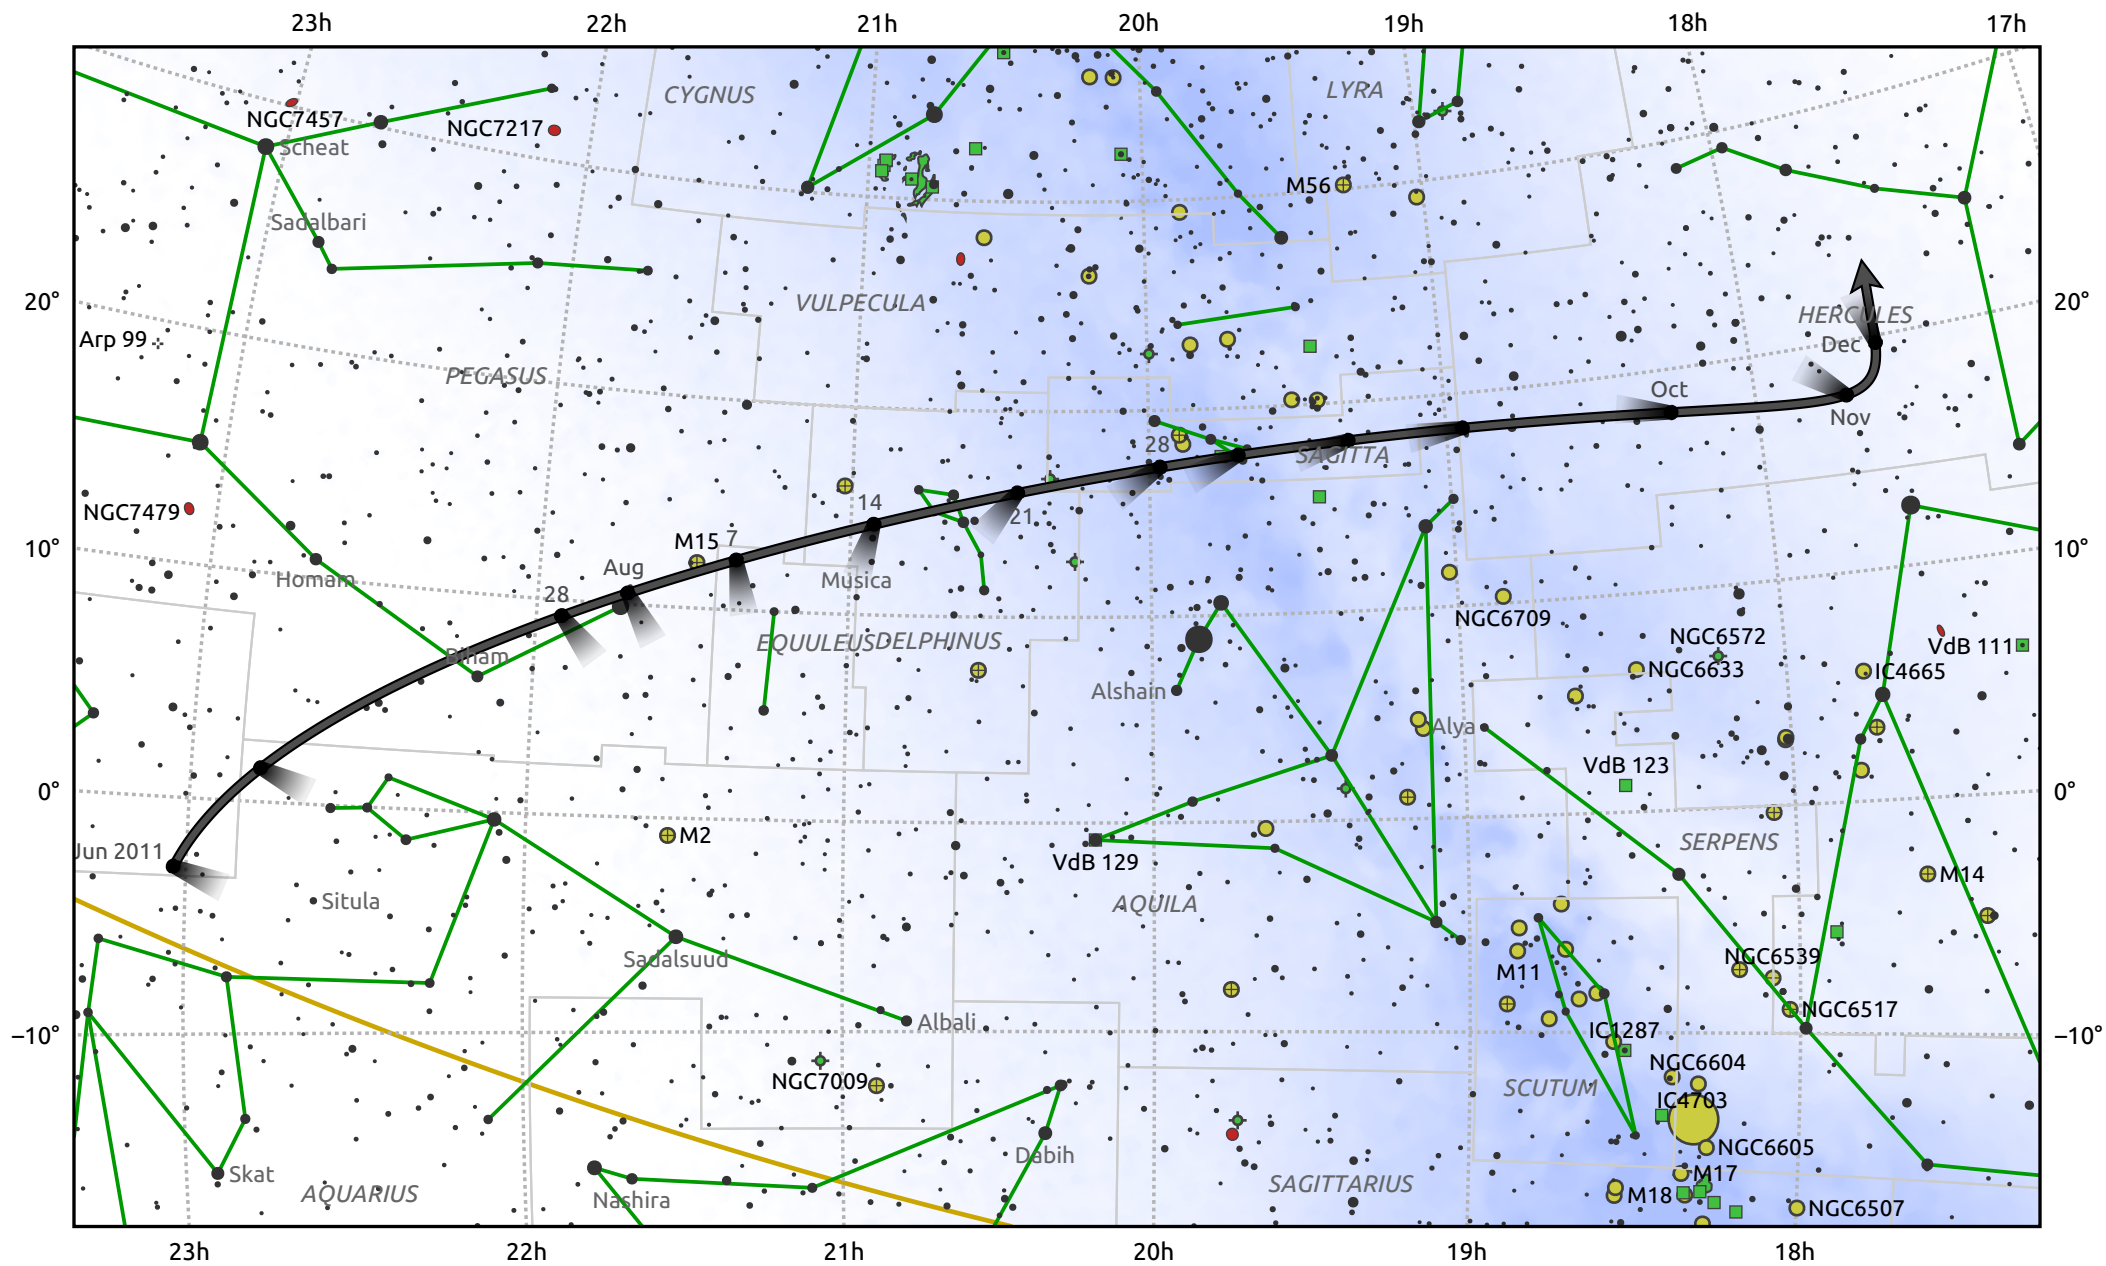 23h 22h 21h 20h 19h 18h 17h
CYGNUS
LYRA
NGC7457
NGC7217
Scheat
M56
Sadalbari
20°
VULPECULA
20°
HERCULES
Arp 99
Dec
PEGASUS
Oct
Nov
28
SAGITTA
NGC7479
14
21
10°
M15
7
10°
Homam
Aug
Musica
28
NGC6709
EQUULEUS
DELPHINUS
NGC6572
VdB 111
Biham
NGC6633
IC4665
Alshain
Alya
VdB 123
0°
0°
Jun 2011
M2
SERPENS
VdB 129
M14
Situla
AQUILA
Sadalsuud
NGC6539
M11
NGC6517
Albali
−10°
IC1287
−10°
NGC7009
NGC6604
SCUTUM
IC4703
NGC6605
Dabih
Skat
M17
AQUARIUS
Nashira
SAGITTARIUS
M18
NGC6507
23h 22h 21h 20h 19h 18h